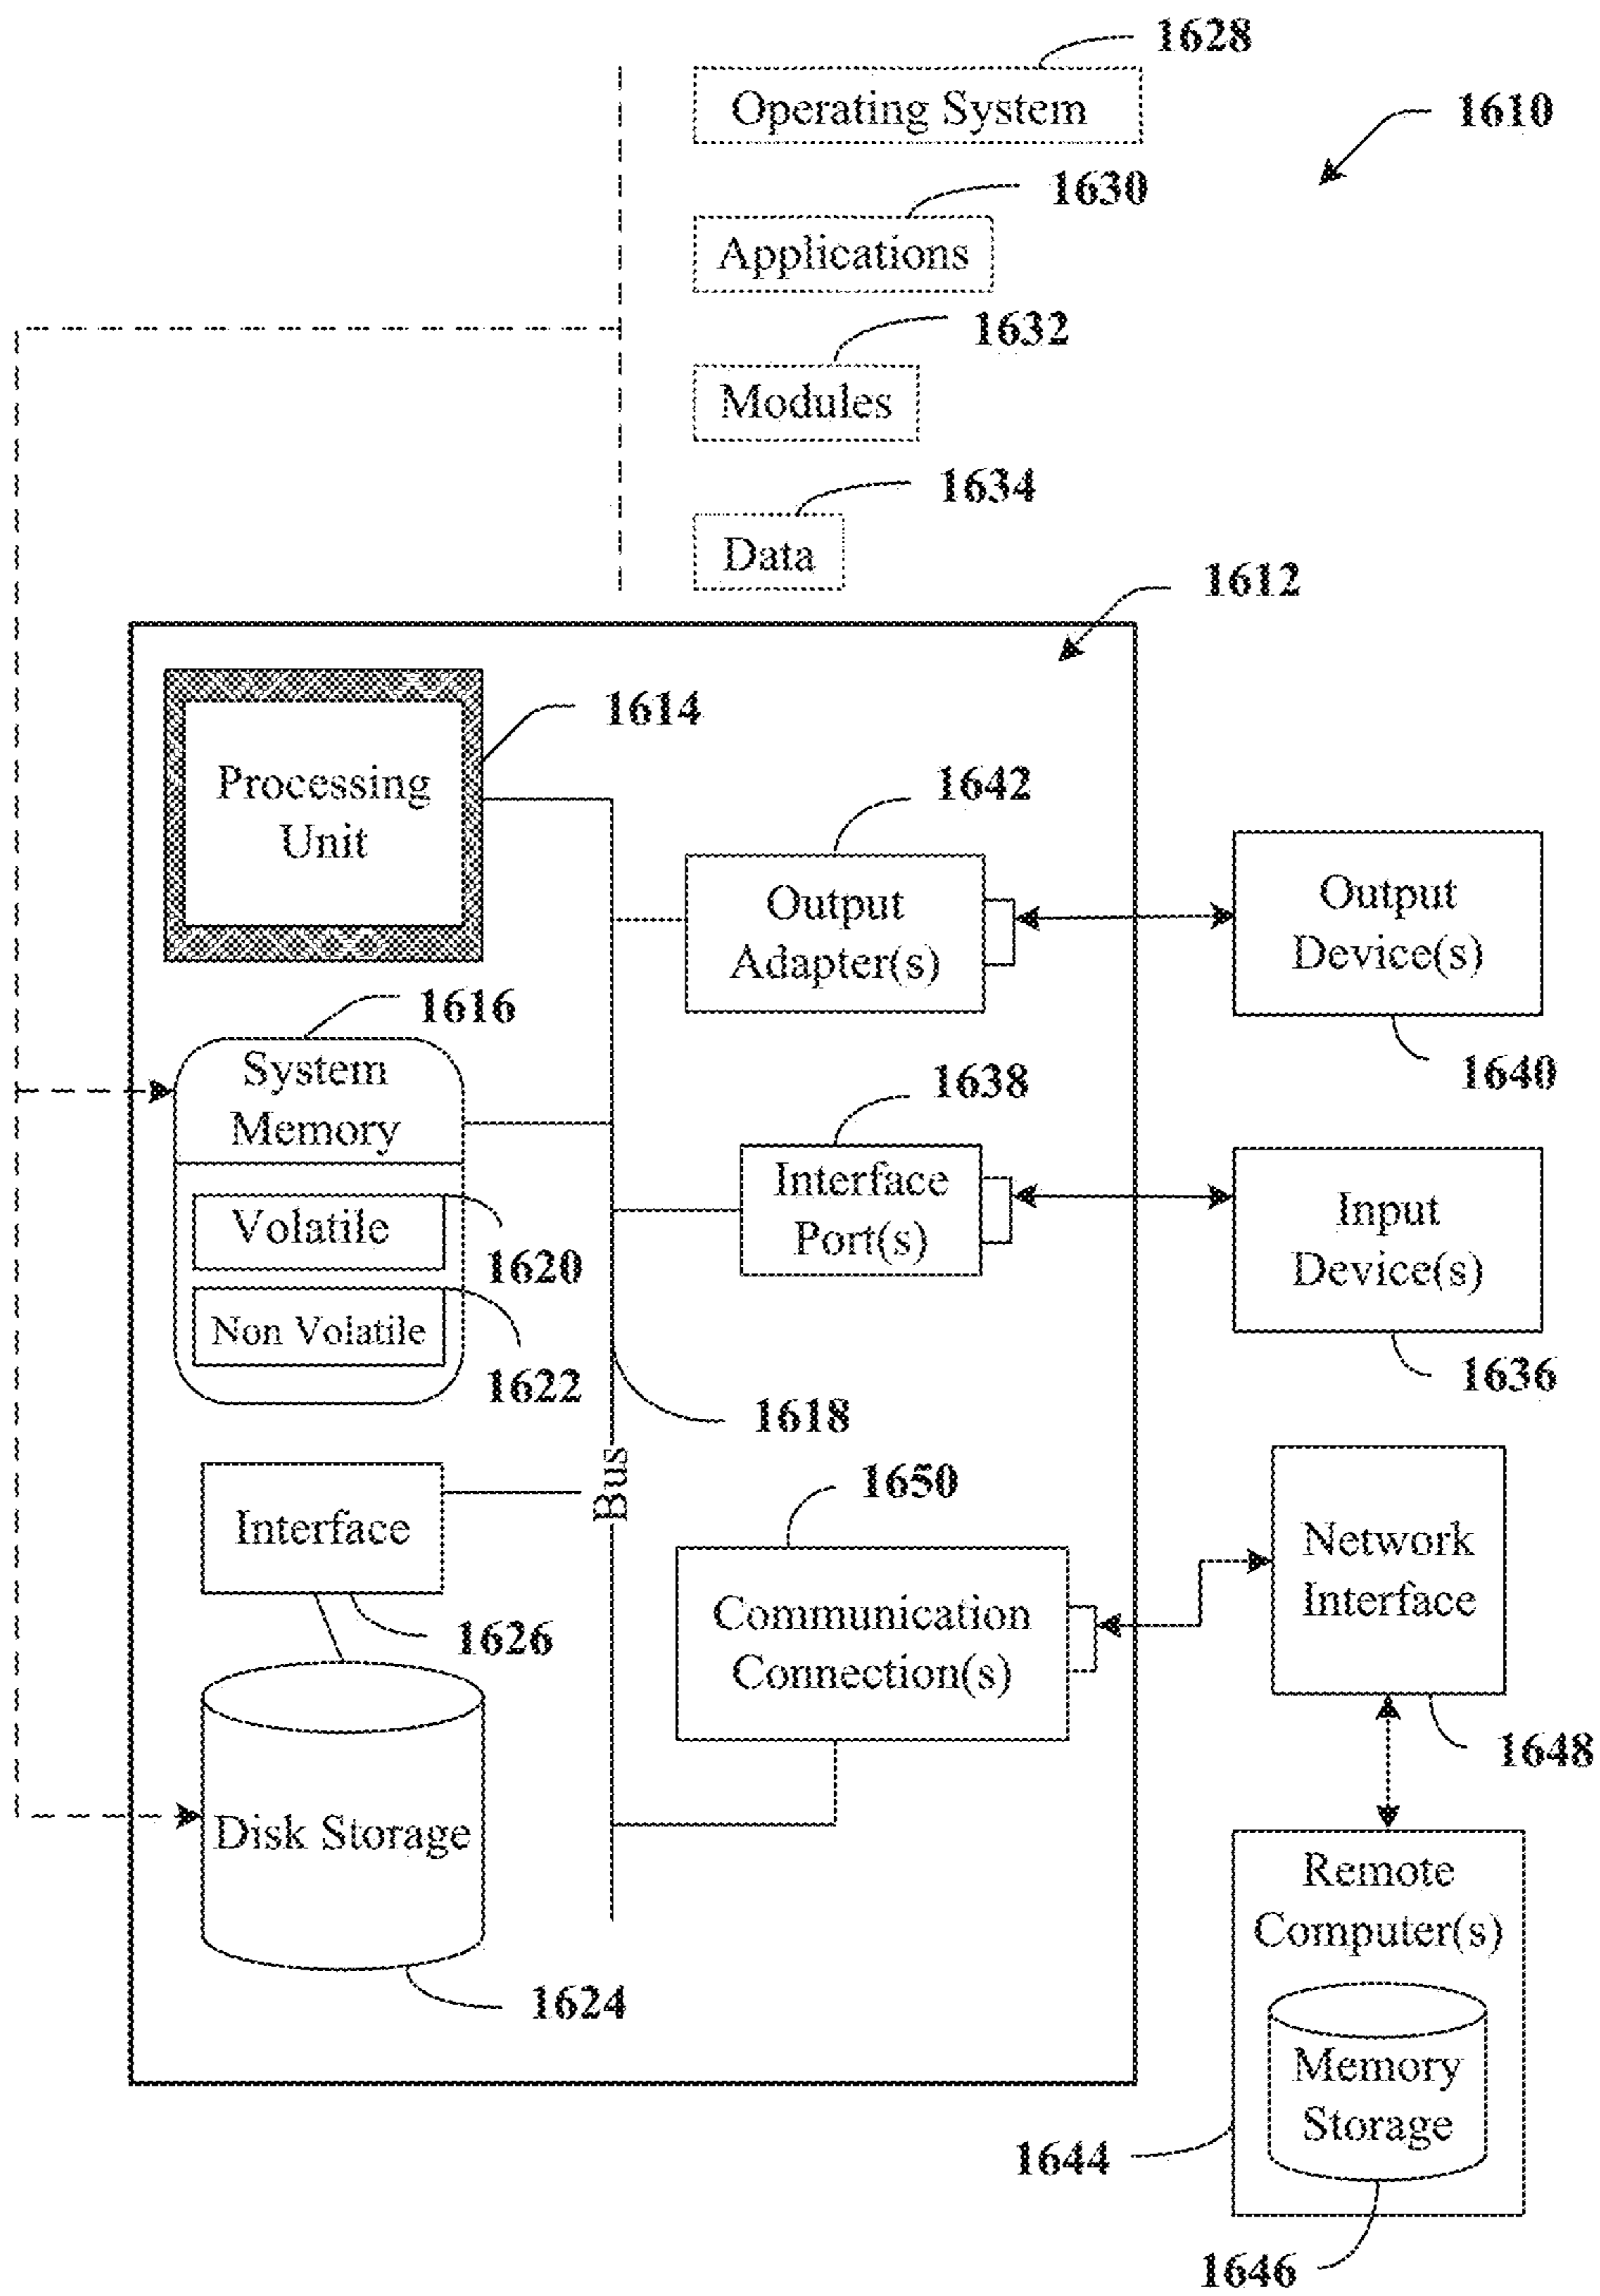 1628
Operating System
1610
1630
Applications
1632
Modules
1634
Data
1612
1614
Processing
Unit
1642
Output
Adapter(s)
Output
Device(s)
1640
1616
System
Memory
1638
Interface
Port(s)
Input
Device(s)
1636
Volatile
1620
Non Volatile
1622
1618
Bus
1650
Interface
1626
Communication
Connection(s)
Network
Interface
1648
Disk Storage
1624
Remote
Computer(s)
Memory
Storage
1644
1646